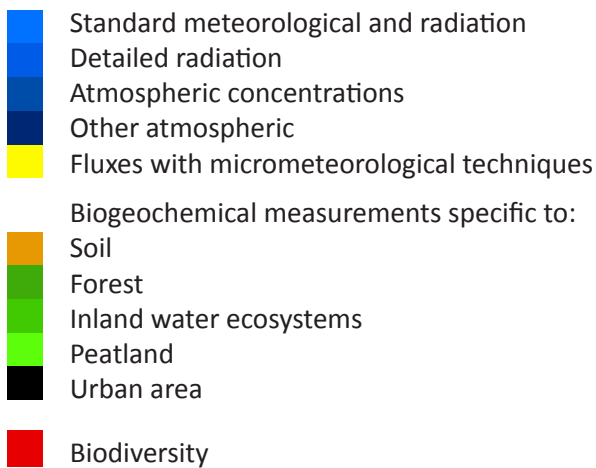 Standard meteorological and radiation
Detailed radiation
Atmospheric concentrations
Other atmospheric
Fluxes with micrometeorological techniques
Biogeochemical measurements specific to:
Soil
Forest
Inland water ecosystems
Peatland
Urban area
Biodiversity